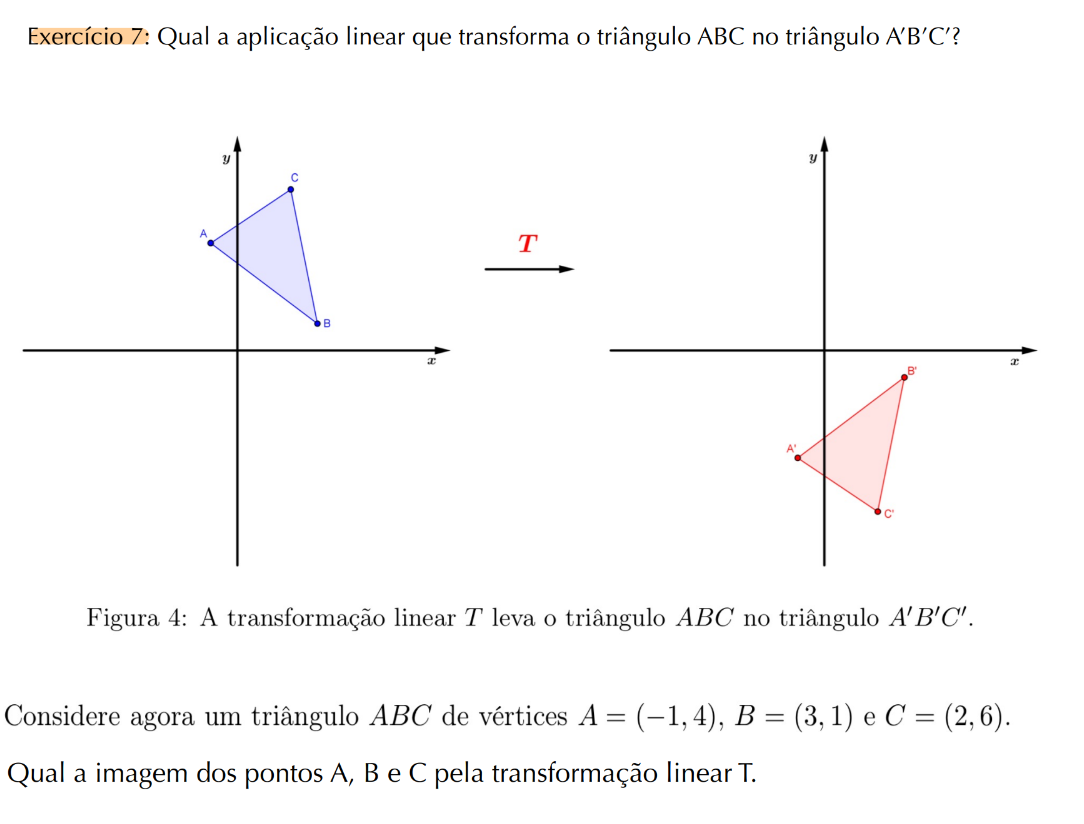 Exercício 7: Qual a aplicação linear que transforma o triângulo ABC no triângulo A′B′C′?
y
y
C
A
T
B
x
x
B'
A'
C'
Figura 4: A transformação linear T leva o triângulo ABC no triângulo A′B′C′.
Considere agora um triângulo ABC de vértices A = (−1, 4), B = (3, 1) e C = (2, 6).
Qual a imagem dos pontos A, B e C pela transformação linear T.